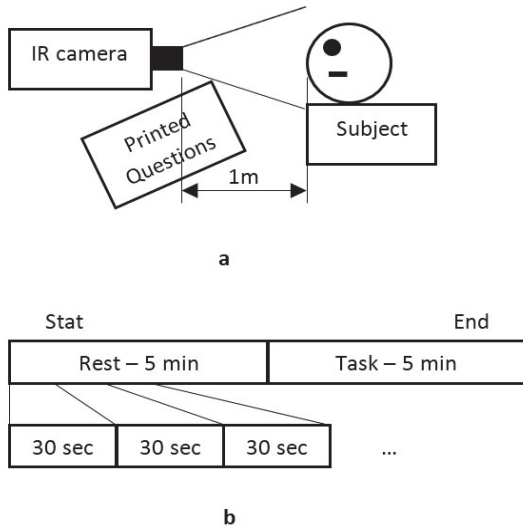 IR camera
Printed
Questions
Subject
1m
a
Stat
End
Rest – 5 min
Task – 5 min
30 sec
30 sec
30 sec
...
b